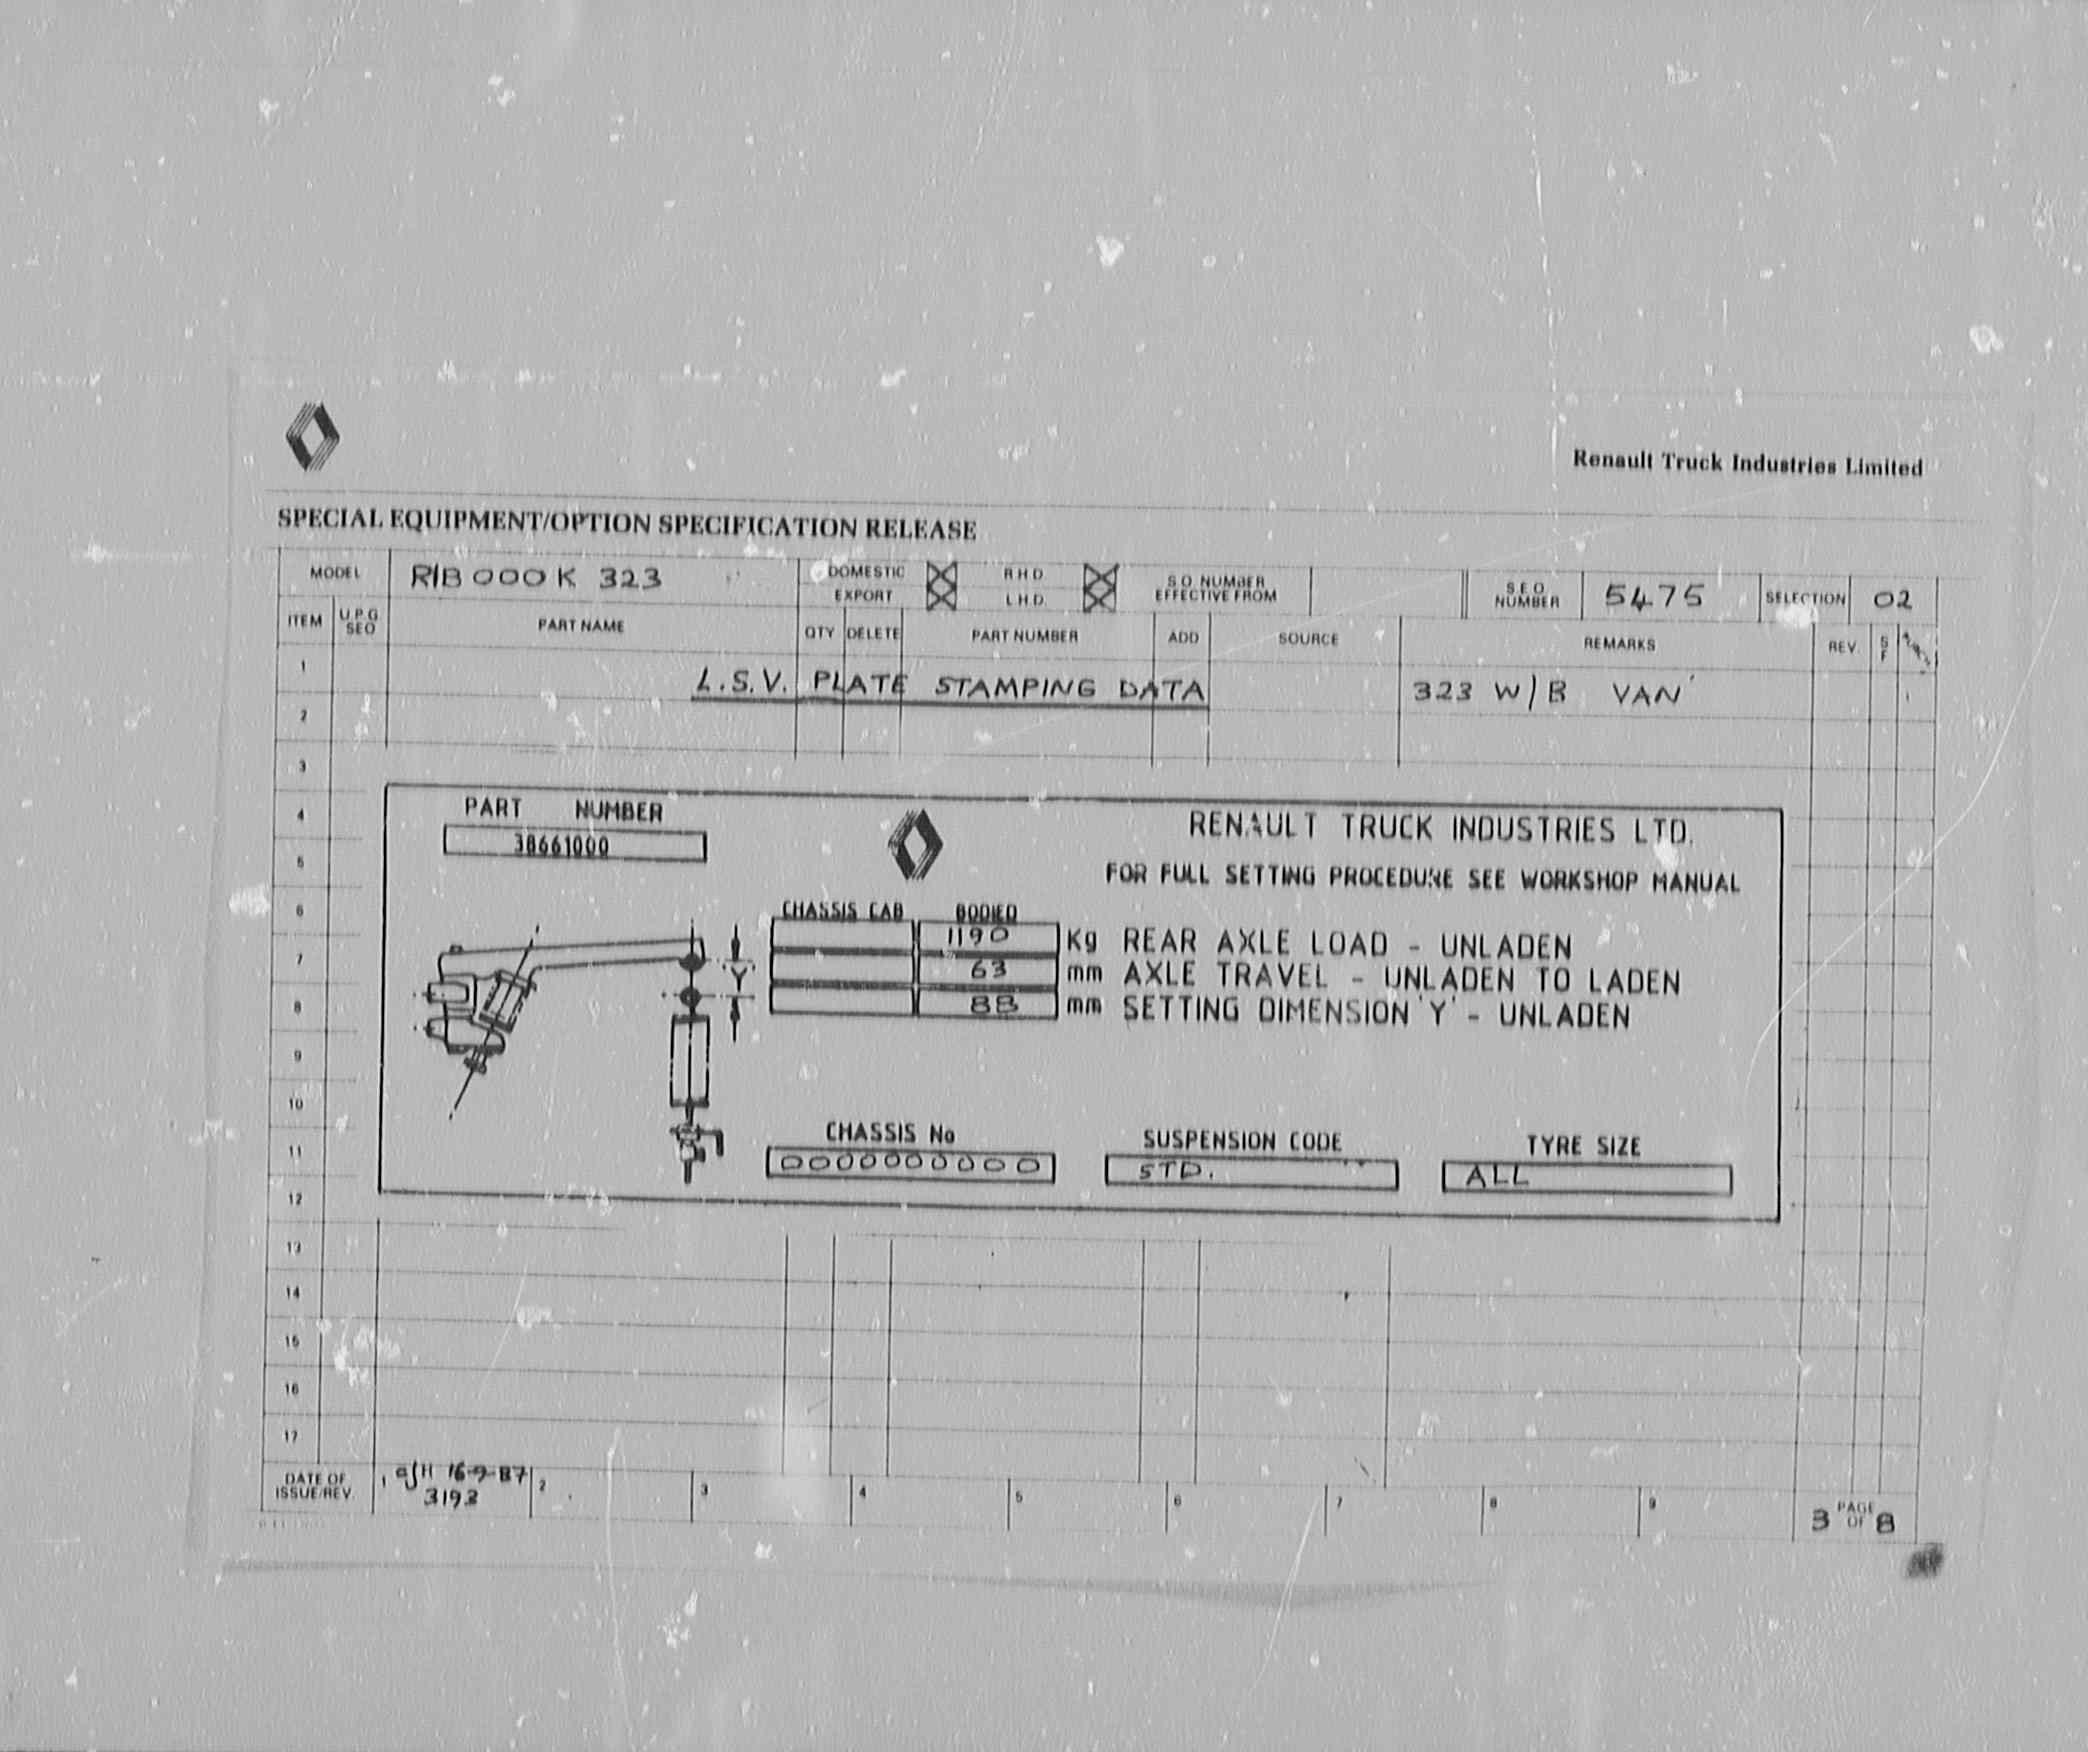 Renault Truck Industries Limited
SPECIAL EQUIPMENT/OPTION SPECIFICATION RELEASE
MODEL R1B000K 323 DOMESTIC R.H.D. S.O. NUMBER S.E.O. 5475 SELECTION 02
EXPORT L.H.D. EFFECTIVE FROM NUMBER
ITEM U.P.G SEO PART NAME QTY DELETE PART NUMBER ADD SOURCE REMARKS REV. S F
1 L.S.V. PLATE STAMPING DATA 323 W/B VAN
2
3
4 PART NUMBER RENAULT TRUCK INDUSTRIES LTD.
38661000
5 FOR FULL SETTING PROCEDURE SEE WORKSHOP MANUAL
6 CHASSIS CAB BODIED
1190 Kg REAR AXLE LOAD - UNLADEN
7 Y 63 mm AXLE TRAVEL - UNLADEN TO LADEN
8 88 mm SETTING DIMENSION 'Y' - UNLADEN
9
10
CHASSIS No SUSPENSION CODE TYRE SIZE
11 0000000000 STD. ALL
12
13
14
15
16
17
DATE OF ISSUE/REV. 1 16-9-87 2 3 4 5 6 7 8 9 3 PAGE OF 8
3193